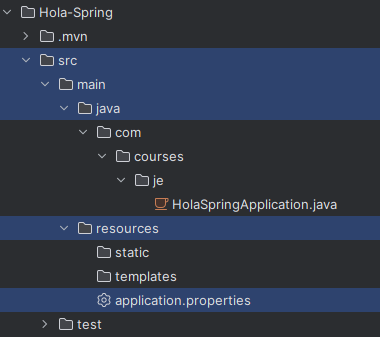 Hola-Spring
.mvn
src
main
java
com
courses
je
HolaSpringApplication.java
resources
static
templates
application.properties
test